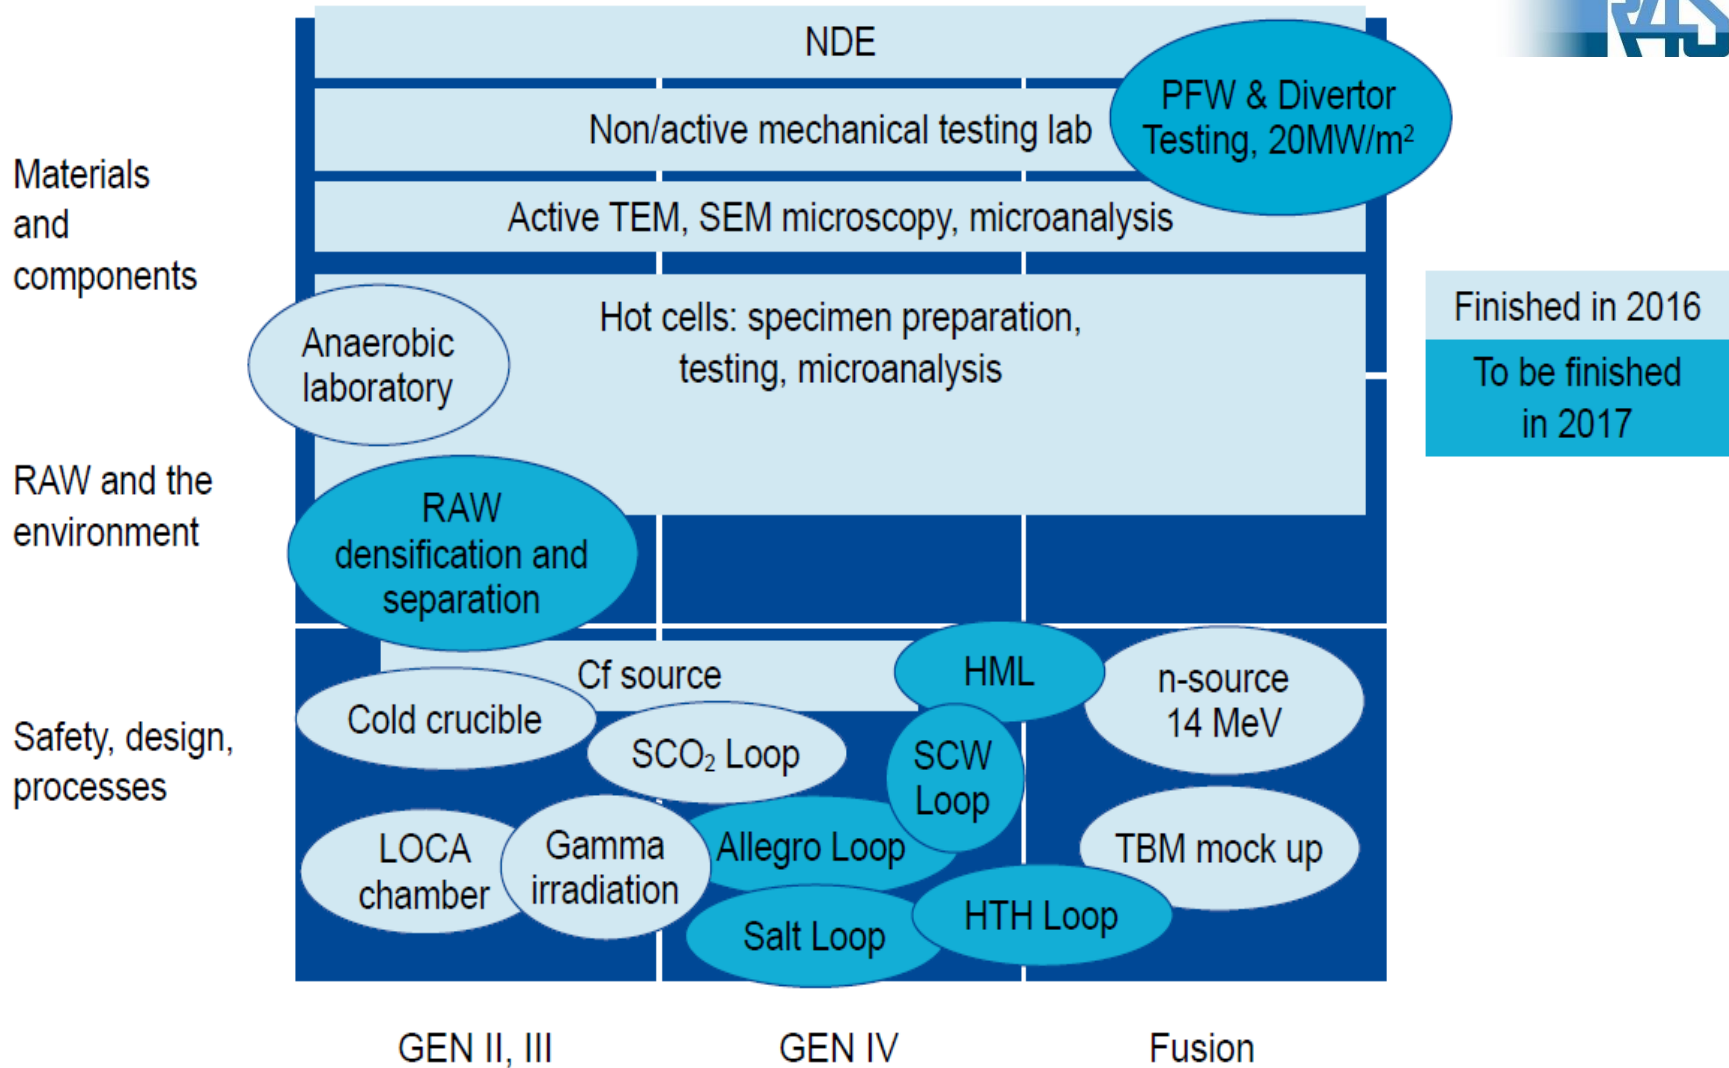 NDE
PFW & Divertor
Testing, 20MW/m²
Non/active mechanical testing lab
Materials
and
components
Active TEM, SEM microscopy, microanalysis
Hot cells: specimen preparation,
testing, microanalysis
Anaerobic
laboratory
Finished in 2016
To be finished
in 2017
RAW and the
environment
RAW
densification and
separation
Cf source
HML
n-source
14 MeV
Cold crucible
Safety, design,
processes
SCO₂ Loop
SCW
Loop
LOCA
chamber
Gamma
irradiation
Allegro Loop
TBM mock up
Salt Loop
HTH Loop
GEN II, III
GEN IV
Fusion